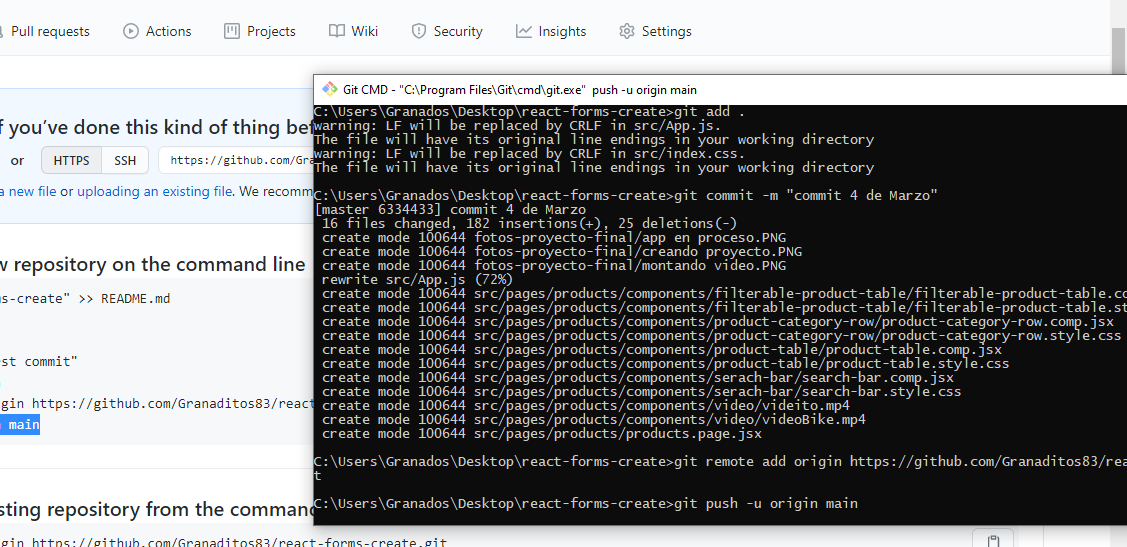 Pull requests Actions Projects Wiki Security Insights Settings
Git CMD - "C:\Program Files\Git\cmd\git.exe" push -u origin main
f you've done this kind of thing bef
or HTTPS SSH https://github.com/Gra
a new file or uploading an existing file. We recomm
w repository on the command line
ms-create" >> README.md
est commit"
igin https://github.com/Granaditos83/react
main
sting repository from the comman
igin https://github.com/Granaditos83/react-forms-create.git
C:\Users\Granados\Desktop\react-forms-create>git add .
warning: LF will be replaced by CRLF in src/App.js.
The file will have its original line endings in your working directory
warning: LF will be replaced by CRLF in src/index.css.
The file will have its original line endings in your working directory
C:\Users\Granados\Desktop\react-forms-create>git commit -m "commit 4 de Marzo"
[master 6334433] commit 4 de Marzo
16 files changed, 182 insertions(+), 25 deletions(-)
create mode 100644 fotos-proyecto-final/app en proceso.PNG
create mode 100644 fotos-proyecto-final/creando proyecto.PNG
create mode 100644 fotos-proyecto-final/montando video.PNG
rewrite src/App.js (72%)
create mode 100644 src/pages/products/components/filterable-product-table/filterable-product-table.co
create mode 100644 src/pages/products/components/filterable-product-table/filterable-product-table.st
create mode 100644 src/pages/products/components/product-category-row/product-category-row.comp.jsx
create mode 100644 src/pages/products/components/product-category-row/product-category-row.style.css
create mode 100644 src/pages/products/components/product-table/product-table.comp.jsx
create mode 100644 src/pages/products/components/product-table/product-table.style.css
create mode 100644 src/pages/products/components/serach-bar/search-bar.comp.jsx
create mode 100644 src/pages/products/components/serach-bar/search-bar.style.css
create mode 100644 src/pages/products/components/video/videito.mp4
create mode 100644 src/pages/products/components/video/videoBike.mp4
create mode 100644 src/pages/products/products.page.jsx
C:\Users\Granados\Desktop\react-forms-create>git remote add origin https://github.com/Granaditos83/rea
t
C:\Users\Granados\Desktop\react-forms-create>git push -u origin main